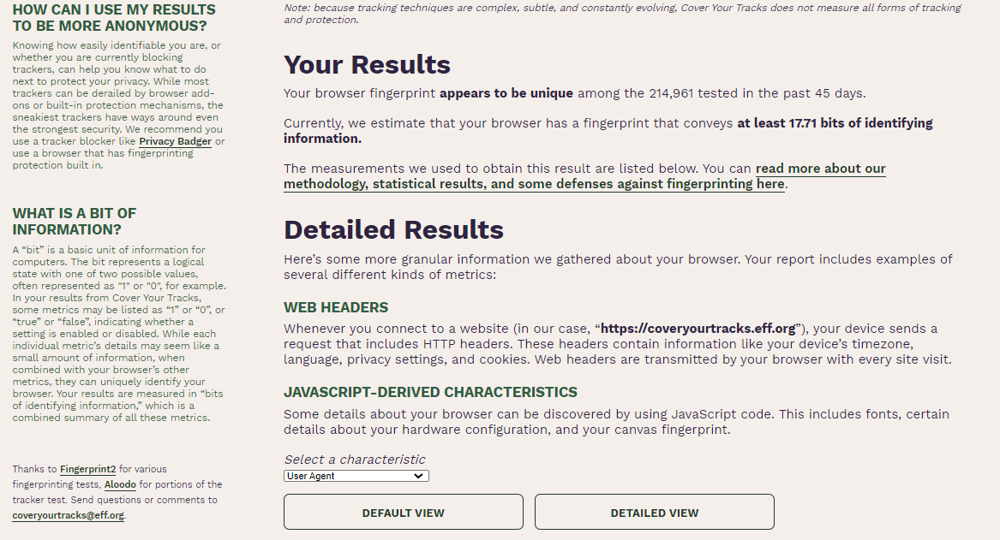 HOW CAN I USE MY RESULTS
TO BE MORE ANONYMOUS?
Knowing how easily identifiable you are, or
whether you are currently blocking
trackers, can help you know what to do
next to protect your privacy. While most
trackers can be derailed by browser add-
ons or built-in protection mechanisms, the
sneakiest trackers have ways around even
the strongest security. We recommend you
use a tracker blocker like Privacy Badger or
use a browser that has fingerprinting
protection built in.
WHAT IS A BIT OF
INFORMATION?
A “bit” is a basic unit of information for
computers. The bit represents a logical
state with one of two possible values,
often represented as "1" or "0", for example.
In your results from Cover Your Tracks,
some metrics may be listed as “1” or “0”, or
“true” or “false”, indicating whether a
setting is enabled or disabled. While each
individual metric’s details may seem like a
small amount of information, when
combined with your browser’s other
metrics, they can uniquely identify your
browser. Your results are measured in “bits
of identifying information,” which is a
combined summary of all these metrics.
Thanks to Fingerprint2 for various
fingerprinting tests, Aloodo for portions of the
tracker test. Send questions or comments to
coveryourtracks@eff.org.
Note: because tracking techniques are complex, subtle, and constantly evolving, Cover Your Tracks does not measure all forms of tracking
and protection.
Your Results
Your browser fingerprint appears to be unique among the 214,961 tested in the past 45 days.
Currently, we estimate that your browser has a fingerprint that conveys at least 17.71 bits of identifying
information.
The measurements we used to obtain this result are listed below. You can read more about our
methodology, statistical results, and some defenses against fingerprinting here.
Detailed Results
Here’s some more granular information we gathered about your browser. Your report includes examples of
several different kinds of metrics:
WEB HEADERS
Whenever you connect to a website (in our case, “https://coveryourtracks.eff.org”), your device sends a
request that includes HTTP headers. These headers contain information like your device’s timezone,
language, privacy settings, and cookies. Web headers are transmitted by your browser with every site visit.
JAVASCRIPT-DERIVED CHARACTERISTICS
Some details about your browser can be discovered by using JavaScript code. This includes fonts, certain
details about your hardware configuration, and your canvas fingerprint.
Select a characteristic
User Agent
DEFAULT VIEW
DETAILED VIEW